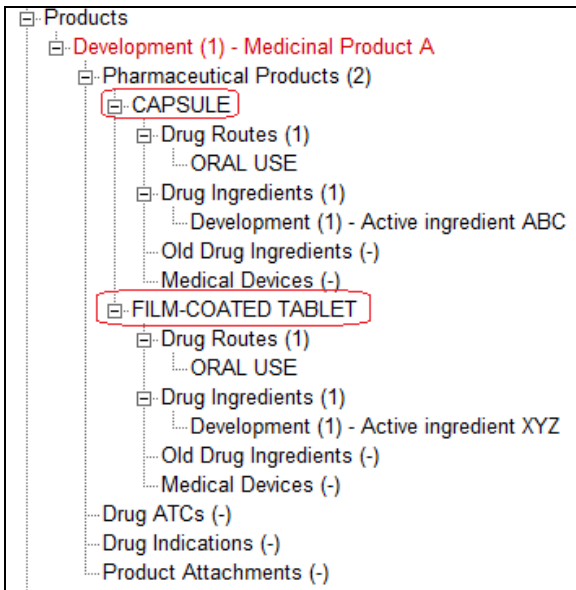 Products
Development (1) - Medicinal Product A
Pharmaceutical Products (2)
CAPSULE
Drug Routes (1)
ORAL USE
Drug Ingredients (1)
Development (1) - Active ingredient ABC
Old Drug Ingredients (-)
Medical Devices (-)
FILM-COATED TABLET
Drug Routes (1)
ORAL USE
Drug Ingredients (1)
Development (1) - Active ingredient XYZ
Old Drug Ingredients (-)
Medical Devices (-)
Drug ATCs (-)
Drug Indications (-)
Product Attachments (-)